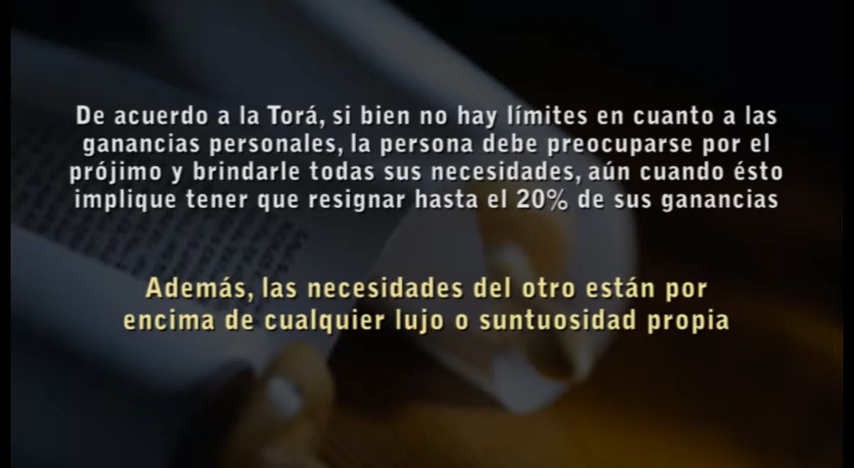 De acuerdo a la Torá, si bien no hay límites en cuanto a las
ganancias personales, la persona debe preocuparse por el
prójimo y brindarle todas sus necesidades, aún cuando ésto
implique tener que resignar hasta el 20% de sus ganancias
Además, las necesidades del otro están por
encima de cualquier lujo o suntuosidad propia